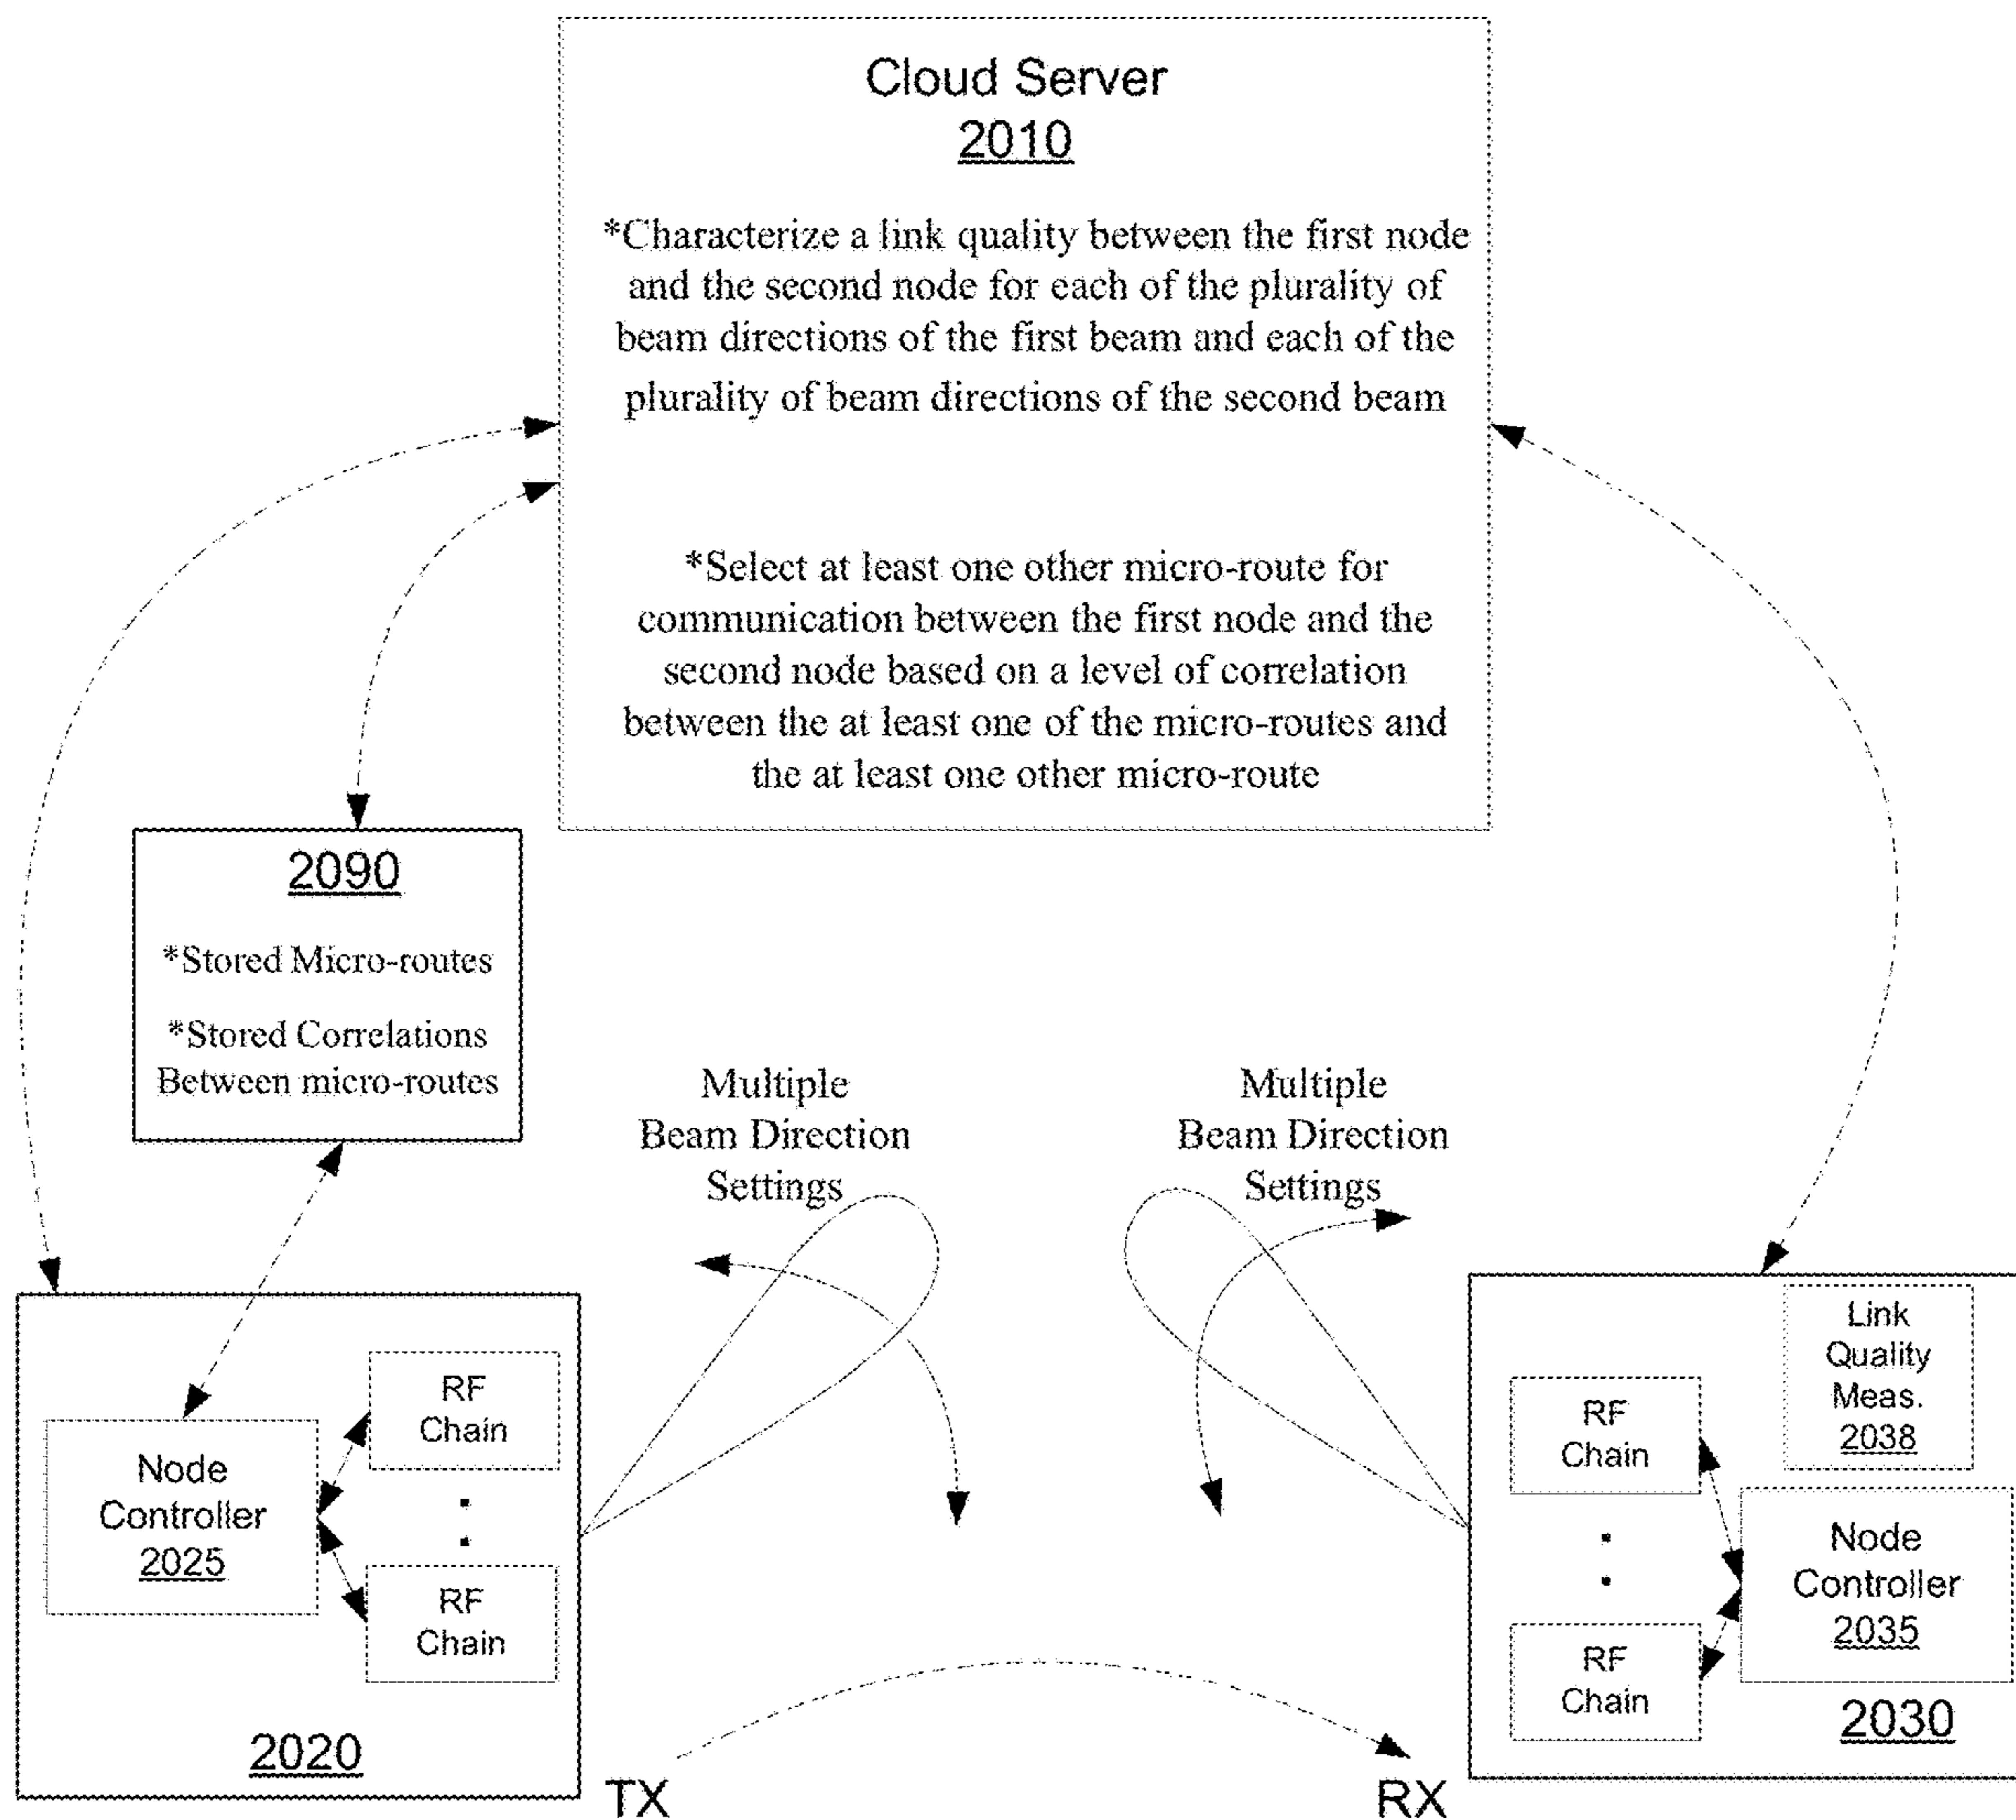 Cloud Server
2010
*Characterize a link quality between the first node
and the second node for each of the plurality of
beam directions of the first beam and each of the
plurality of beam directions of the second beam
*Select at least one other micro-route for
communication between the first node and the
second node based on a level of correlation
between the at least one of the micro-routes and
the at least one other micro-route
2090
*Stored Micro-routes
*Stored Correlations
Between micro-routes
Multiple
Beam Direction
Settings
Multiple
Beam Direction
Settings
Node
Controller
2025
RF
Chain
RF
Chain
2020
TX
RX
RF
Chain
RF
Chain
Link
Quality
Meas.
2038
Node
Controller
2035
2030